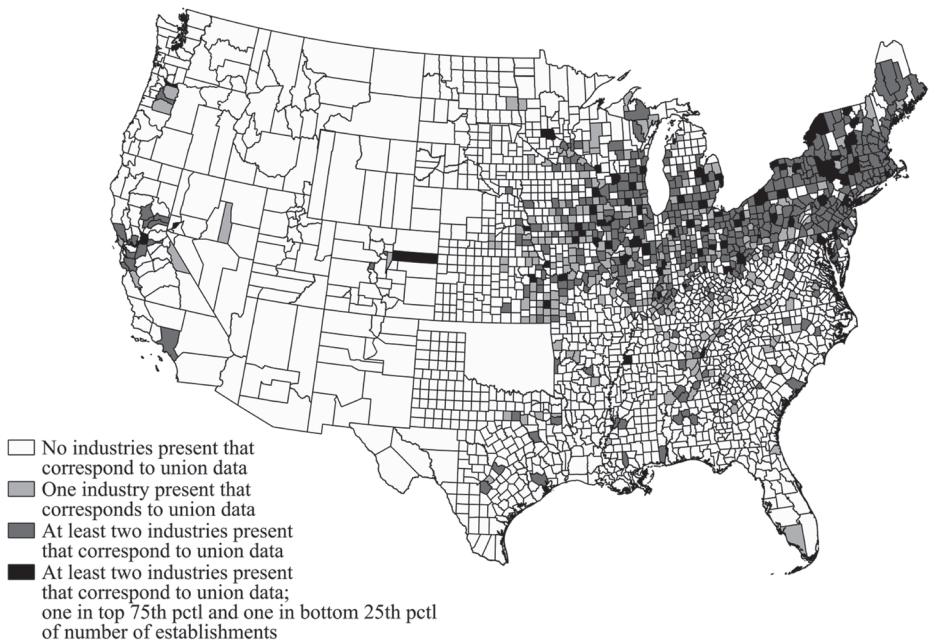 No industries present that
correspond to union data
One industry present that
corresponds to union data
At least two industries present
that correspond to union data
At least two industries present
that correspond to union data;
one in top 75th pctl and one in bottom 25th pctl
of number of establishments